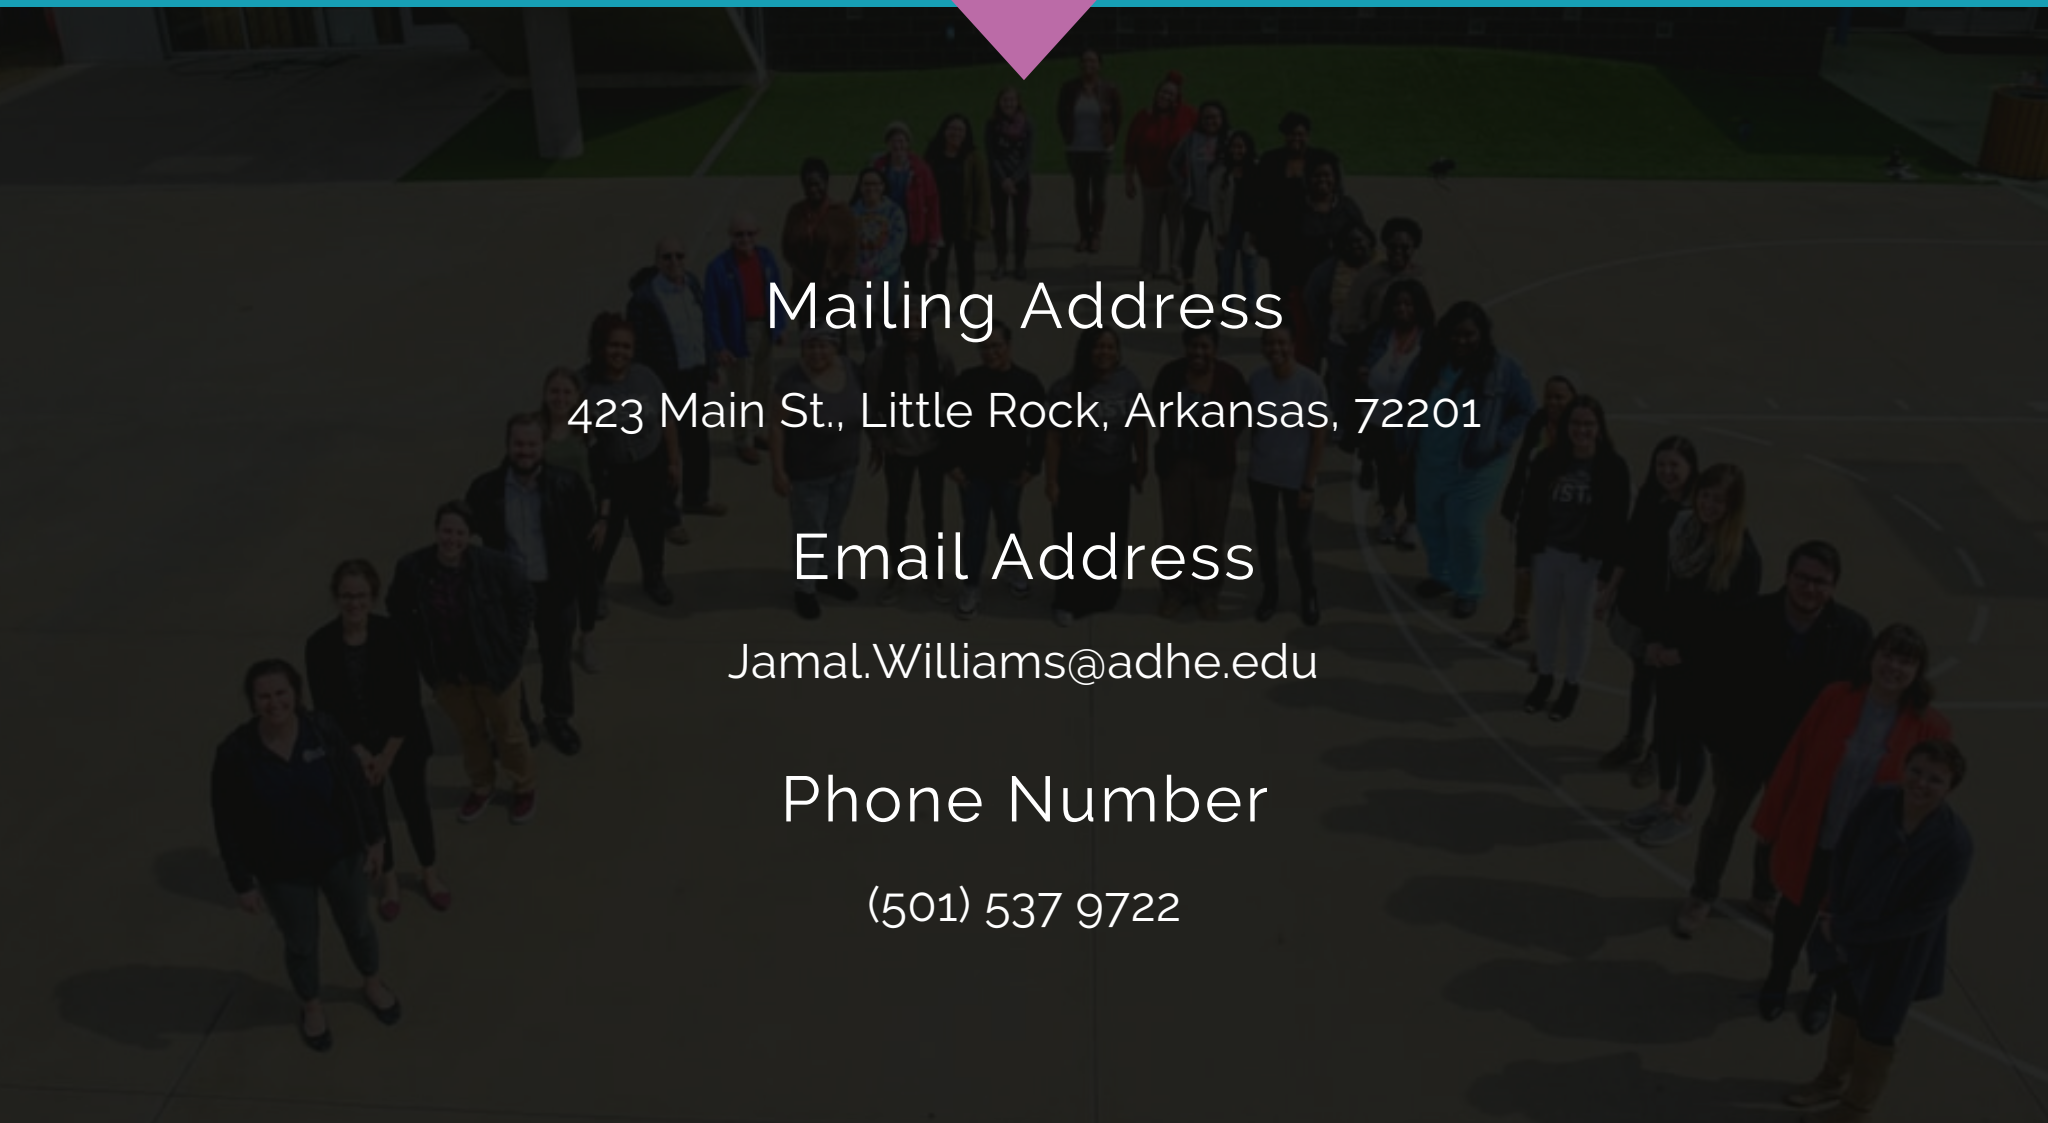 Mailing Address
423 Main St., Little Rock, Arkansas, 72201
Email Address
Jamal.Williams@adhe.edu
Phone Number
(501) 537 9722